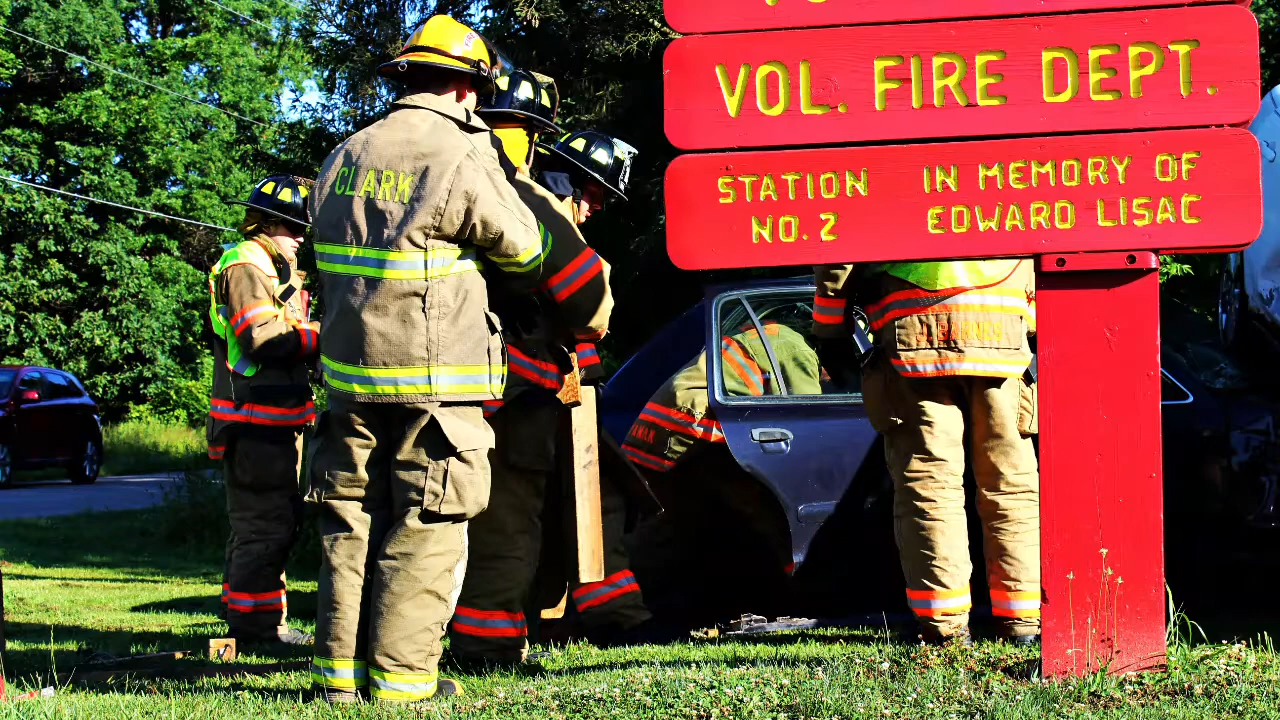 VOL. FIRE DEPT.
STATION
NO. 2
IN MEMORY OF
EDWARD LISAC
CLARK